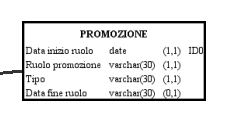 PROMOZIONE
Data inizio ruolo date (1,1) ID0
Ruolo promozione varchar(30) (1,1)
Tipo varchar(30) (1,1)
Data fine ruolo varchar(30) (0,1)